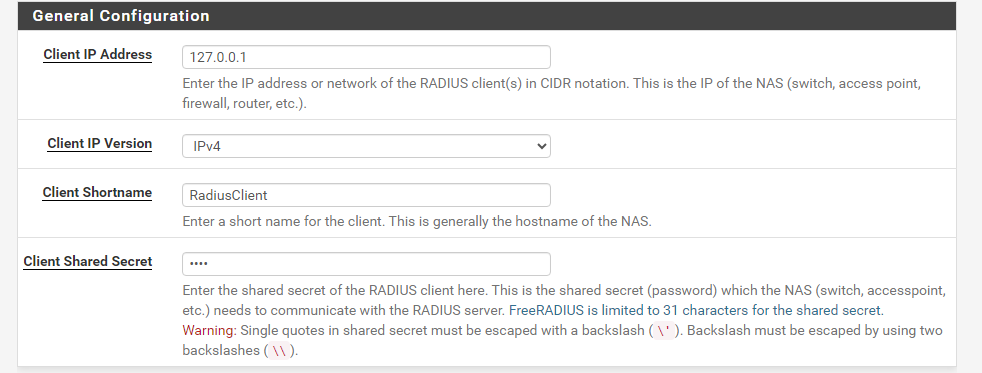 General Configuration
Client IP Address
127.0.0.1
Enter the IP address or network of the RADIUS client(s) in CIDR notation. This is the IP of the NAS (switch, access point,
firewall, router, etc.).
Client IP Version
IPv4
Client Shortname
RadiusClient
Enter a short name for the client. This is generally the hostname of the NAS.
Client Shared Secret
••••
Enter the shared secret of the RADIUS client here. This is the shared secret (password) which the NAS (switch, accesspoint,
etc.) needs to communicate with the RADIUS server. FreeRADIUS is limited to 31 characters for the shared secret.
Warning: Single quotes in shared secret must be escaped with a backslash ( \' ). Backslash must be escaped by using two
backslashes ( \\ ).